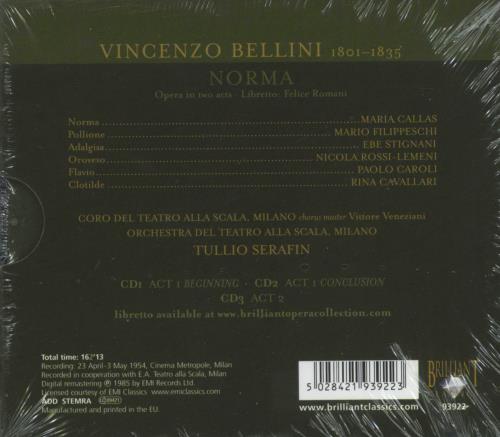 VINCENZO BELLINI 1801–1835
NORMA
Opera in two acts · Libretto: Felice Romani
Norma MARIA CALLAS
Pollione MARIO FILIPPESCHI
Adalgisa EBE STIGNANI
Oroveso NICOLA ROSSI-LEMENI
Flavio PAOLO CAROLI
Clotilde RINA CAVALLARI
CORO DEL TEATRO ALLA SCALA, MILANO chorus master Vittore Veneziani
ORCHESTRA DEL TEATRO ALLA SCALA, MILANO
TULLIO SERAFIN
CD1 ACT 1 BEGINNING · CD2 ACT 1 CONCLUSION
CD3 ACT 2
libretto available at www.brilliantoperacollection.com
Total time:
Recording: 23 April-3 May 1954, Cinema Metropole, Milan
Recorded in cooperation with E.A. Teatro alla Scala, Milan
Digital remastering ℗ 1985 by EMI Records Ltd.
Licensed courtesy of EMI Classics www.emiclassics.com
ADD STEMRA
Manufactured and printed in the EU.
5 028421 939223
www.brilliantclassics.com
BRILLIANT
CLASSICS
93922